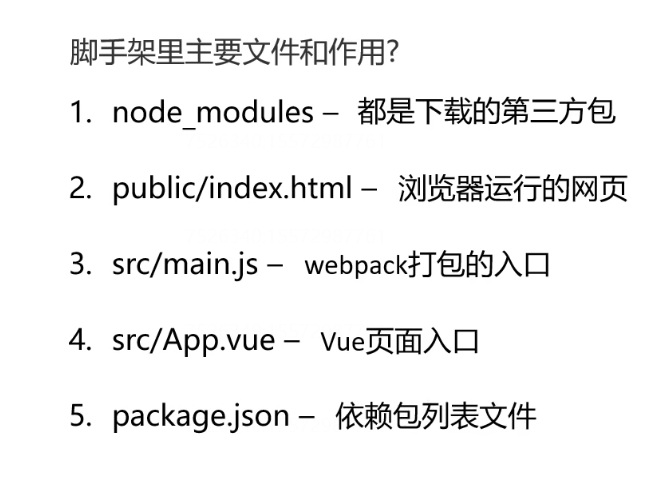 脚手架里主要文件和作用?
1. node_modules – 都是下载的第三方包
2. public/index.html – 浏览器运行的网页
3. src/main.js – webpack打包的入口
4. src/App.vue – Vue页面入口
5. package.json – 依赖包列表文件